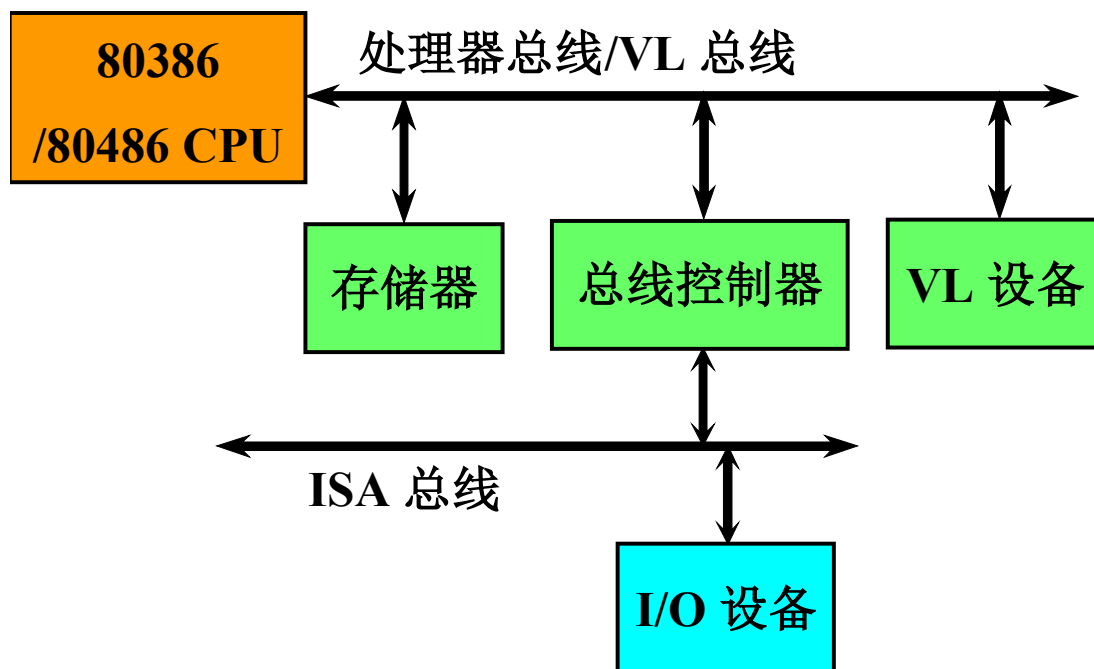 80386
/80486 CPU
处理器总线/VL 总线
存储器
总线控制器
VL 设备
ISA 总线
I/O 设备